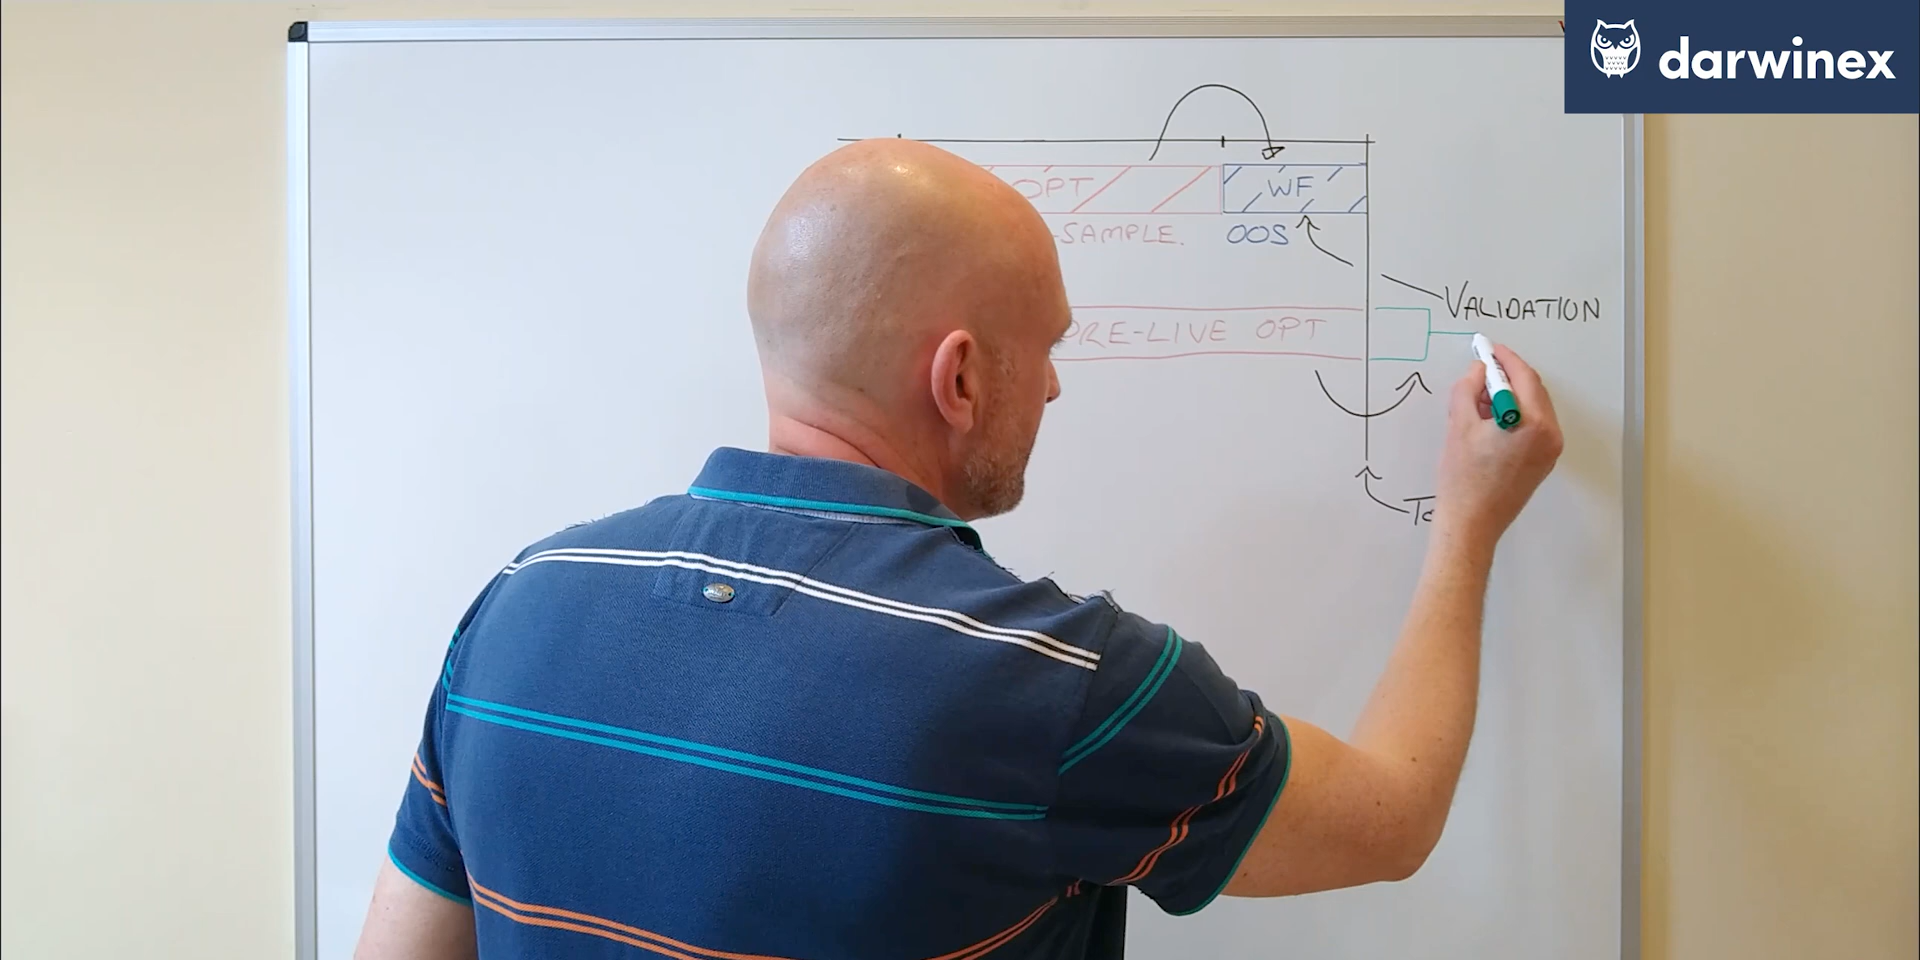 darwinex
OPT
WF
-SAMPLE.
OOS
VALIDATION
PRE-LIVE OPT